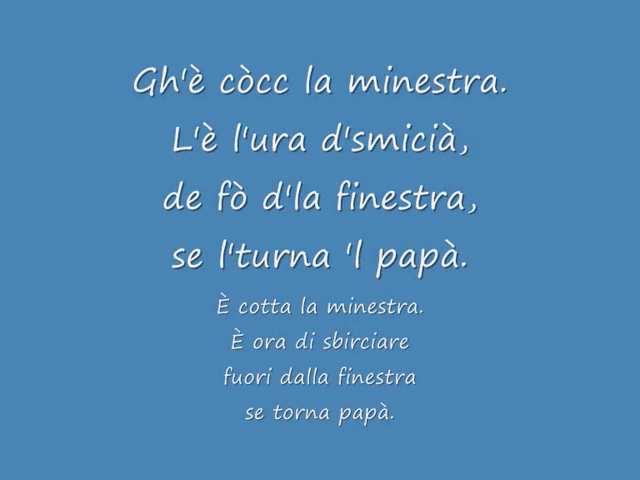 Gh'è còcc la minestra.
L'è l'ura d'smicià,
de fò d'la finestra,
se l'turna 'l papà.
È cotta la minestra.
È ora di sbirciare
fuori dalla finestra
se torna papà.